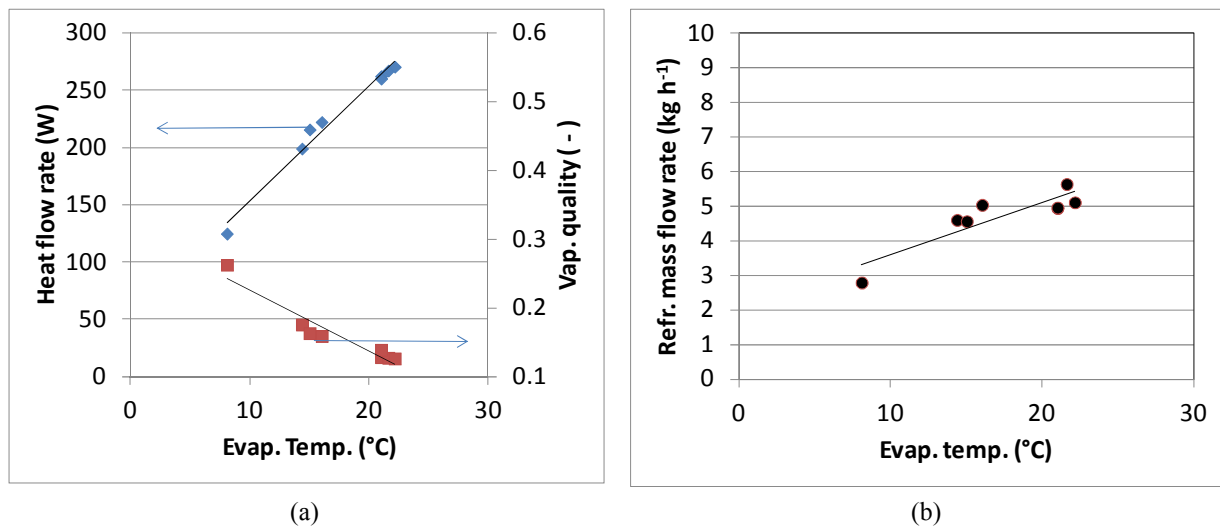 300
250
200
150
100
50
0
Heat flow rate (W)
0.6
0.5
0.4
0.3
0.2
0.1
Vap. quality ( - )
0 10 20 30
Evap. Temp. (°C)
(a)
10
9
8
7
6
5
4
3
2
1
0
Refr. mass flow rate (kg h⁻¹)
0 10 20 30
Evap. temp. (°C)
(b)